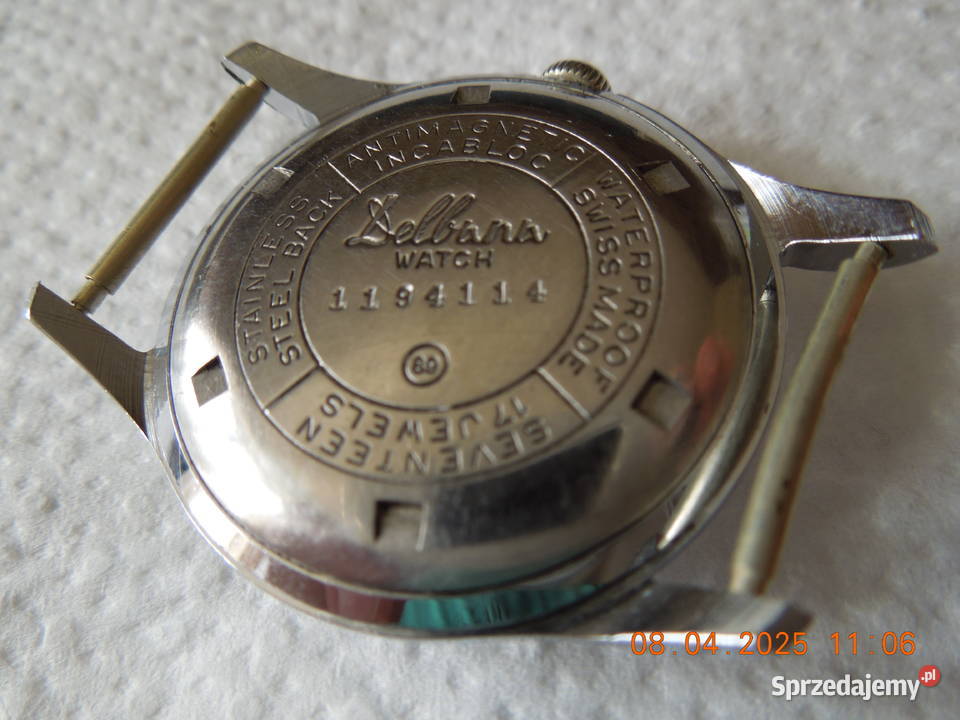 ANTIMAGNETIC
INCABLOC
WATERPROOF
SWISS MADE
SEVENTEEN
17 JEWELS
STAINLESS
STEEL BACK
Delbana
WATCH
1194114
08.04.2025 11:06
Sprzedajemy.pl